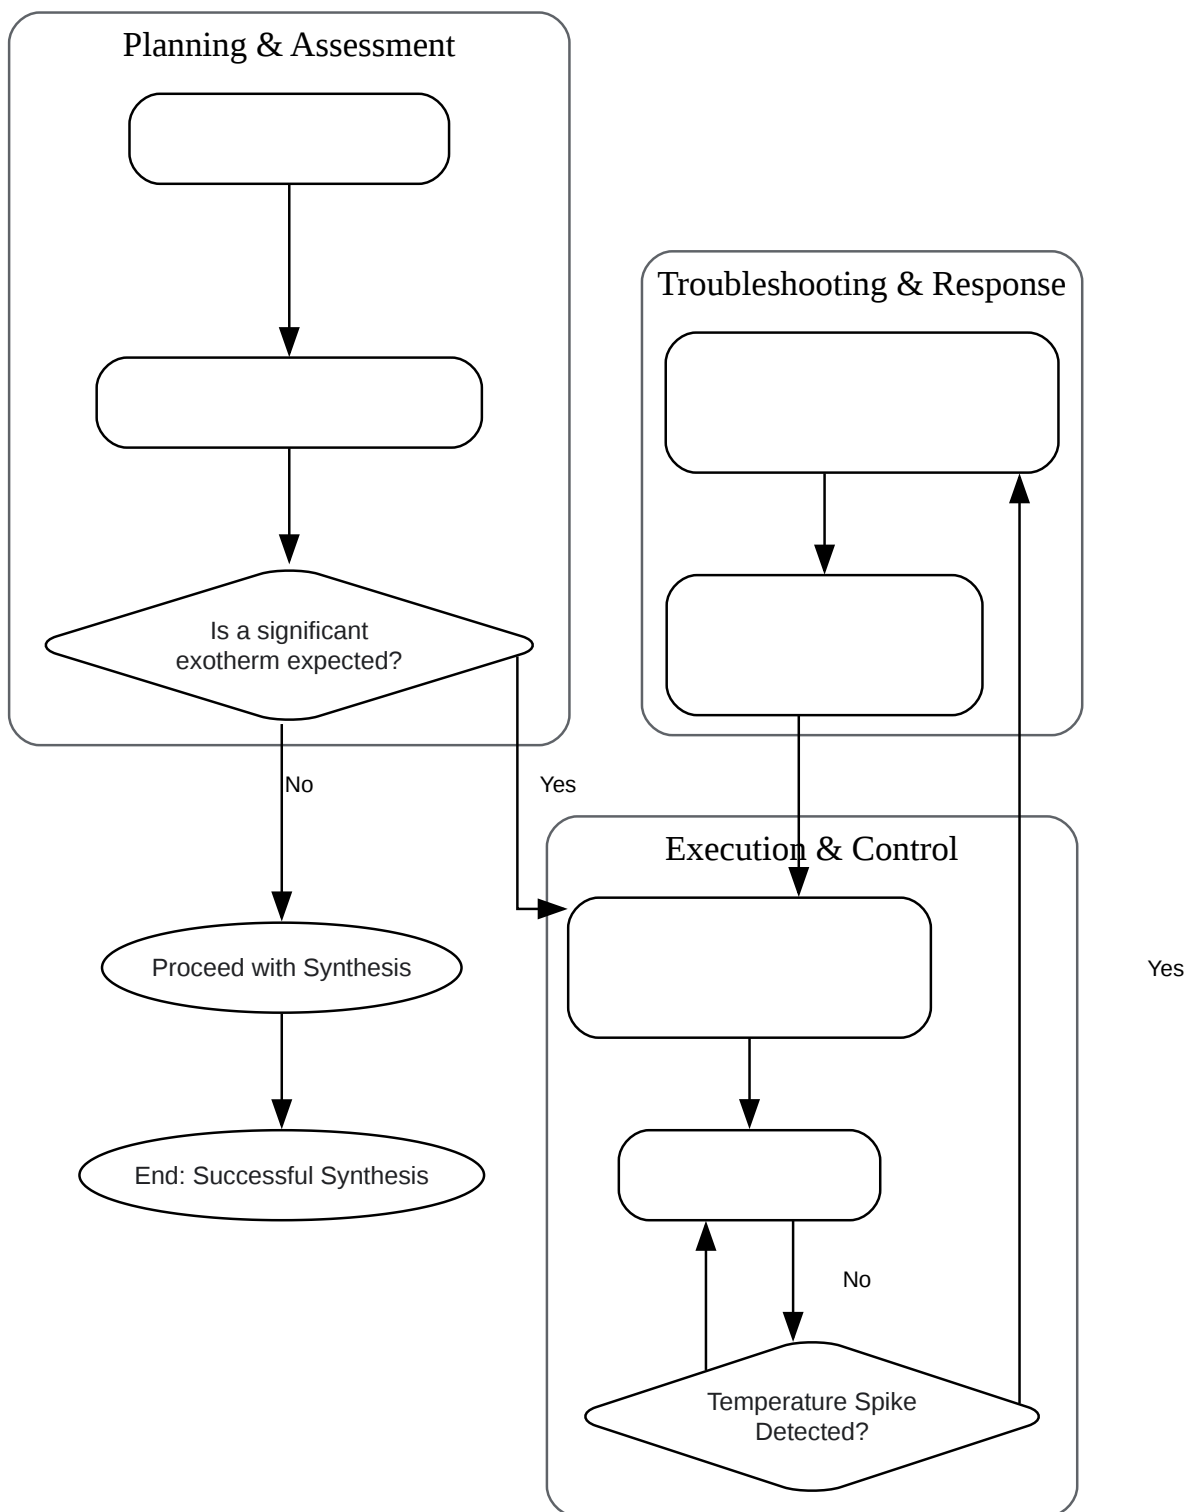 Planning & Assessment
Troubleshooting & Response
Is a significant
exotherm expected?
No
Yes
Execution & Control
Proceed with Synthesis
Yes
End: Successful Synthesis
No
Temperature Spike
Detected?